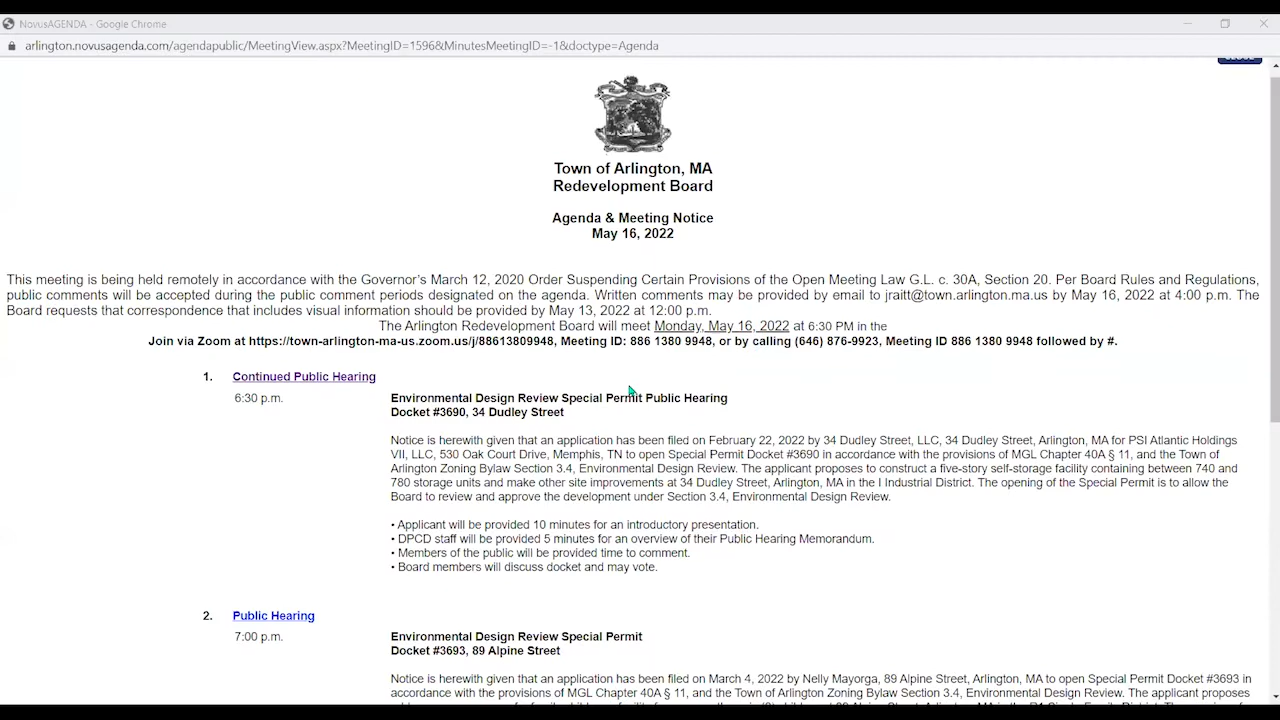 NovusAGENDA - Google Chrome
arlington.novusagenda.com/agendapublic/MeetingView.aspx?MeetingID=1596&MinutesMeetingID=-1&doctype=Agenda
Town of Arlington, MA
Redevelopment Board
Agenda & Meeting Notice
May 16, 2022
This meeting is being held remotely in accordance with the Governor's March 12, 2020 Order Suspending Certain Provisions of the Open Meeting Law G.L. c. 30A, Section 20. Per Board Rules and Regulations,
public comments will be accepted during the public comment periods designated on the agenda. Written comments may be provided by email to jraitt@town.arlington.ma.us by May 16, 2022 at 4:00 p.m. The
Board requests that correspondence that includes visual information should be provided by May 13, 2022 at 12:00 p.m.
The Arlington Redevelopment Board will meet Monday, May 16, 2022 at 6:30 PM in the
Join via Zoom at https://town-arlington-ma-us.zoom.us/j/88613809948, Meeting ID: 886 1380 9948, or by calling (646) 876-9923, Meeting ID 886 1380 9948 followed by #.
1. Continued Public Hearing
6:30 p.m. Environmental Design Review Special Permit Public Hearing
Docket #3690, 34 Dudley Street
Notice is herewith given that an application has been filed on February 22, 2022 by 34 Dudley Street, LLC, 34 Dudley Street, Arlington, MA for PSI Atlantic Holdings
VII, LLC, 530 Oak Court Drive, Memphis, TN to open Special Permit Docket #3690 in accordance with the provisions of MGL Chapter 40A § 11, and the Town of
Arlington Zoning Bylaw Section 3.4, Environmental Design Review. The applicant proposes to construct a five-story self-storage facility containing between 740 and
780 storage units and make other site improvements at 34 Dudley Street, Arlington, MA in the I Industrial District. The opening of the Special Permit is to allow the
Board to review and approve the development under Section 3.4, Environmental Design Review.
• Applicant will be provided 10 minutes for an introductory presentation.
• DPCD staff will be provided 5 minutes for an overview of their Public Hearing Memorandum.
• Members of the public will be provided time to comment.
• Board members will discuss docket and may vote.
2. Public Hearing
7:00 p.m. Environmental Design Review Special Permit
Docket #3693, 89 Alpine Street
Notice is herewith given that an application has been filed on March 4, 2022 by Nelly Mayorga, 89 Alpine Street, Arlington, MA to open Special Permit Docket #3693 in
accordance with the provisions of MGL Chapter 40A § 11, and the Town of Arlington Zoning Bylaw Section 3.4, Environmental Design Review. The applicant proposes